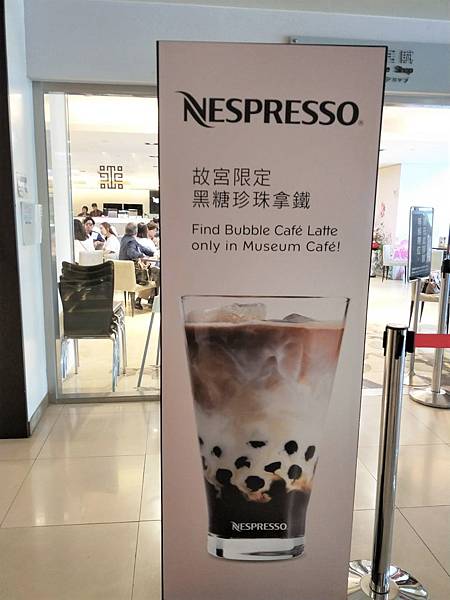 NESPRESSO®
故宮限定
黑糖珍珠拿鐵
Find Bubble Café Latte
only in Museum Café!
NESPRESSO